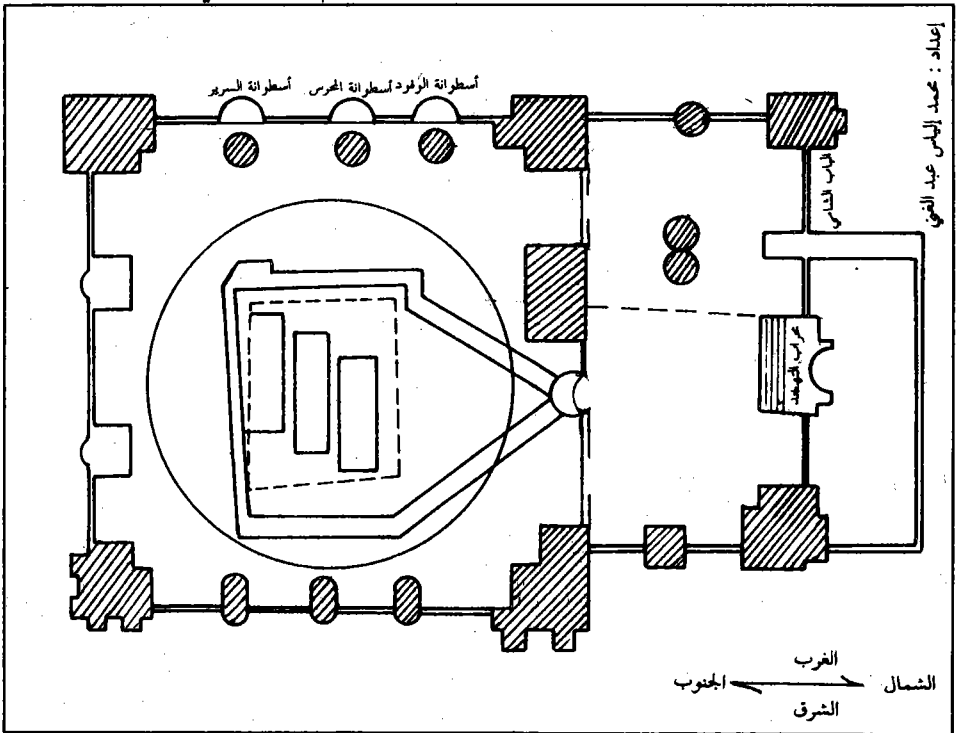 إعداد : محمد إلياس عبد الغني
أسطوانة الوفود
أسطوانة المحرس
أسطوانة السرير
الباب الشامي
محراب التهجد
الغرب
الشمال
الجنوب
الشرق